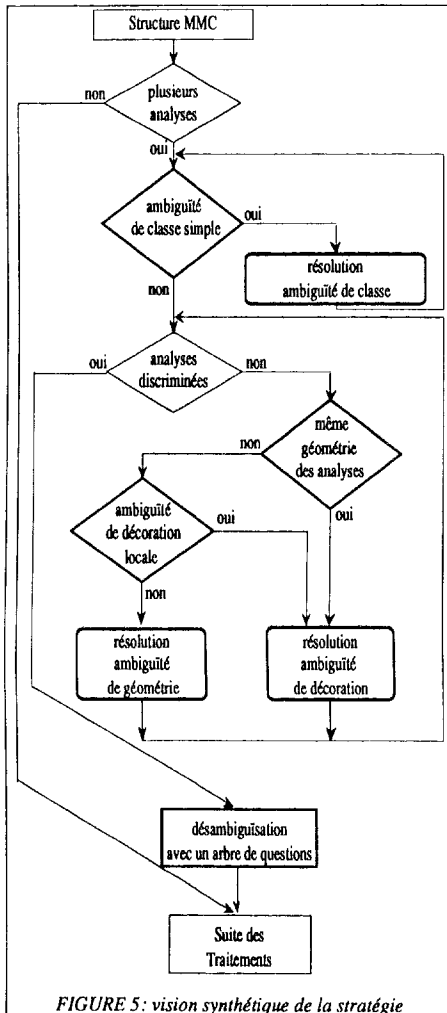 Structure MMC
non
plusieurs
analyses
oui
ambiguïté
de classe simple
oui
résolution
ambiguïté de classe
non
oui
analyses
discriminées
non
même
géométrie
des analyses
non
oui
ambiguïté
de décoration
locale
oui
non
résolution
ambiguïté
de géométrie
résolution
ambiguïté
de décoration
désambiguïsation
avec un arbre de questions
Suite des
Traitements
FIGURE 5: vision synthétique de la stratégie